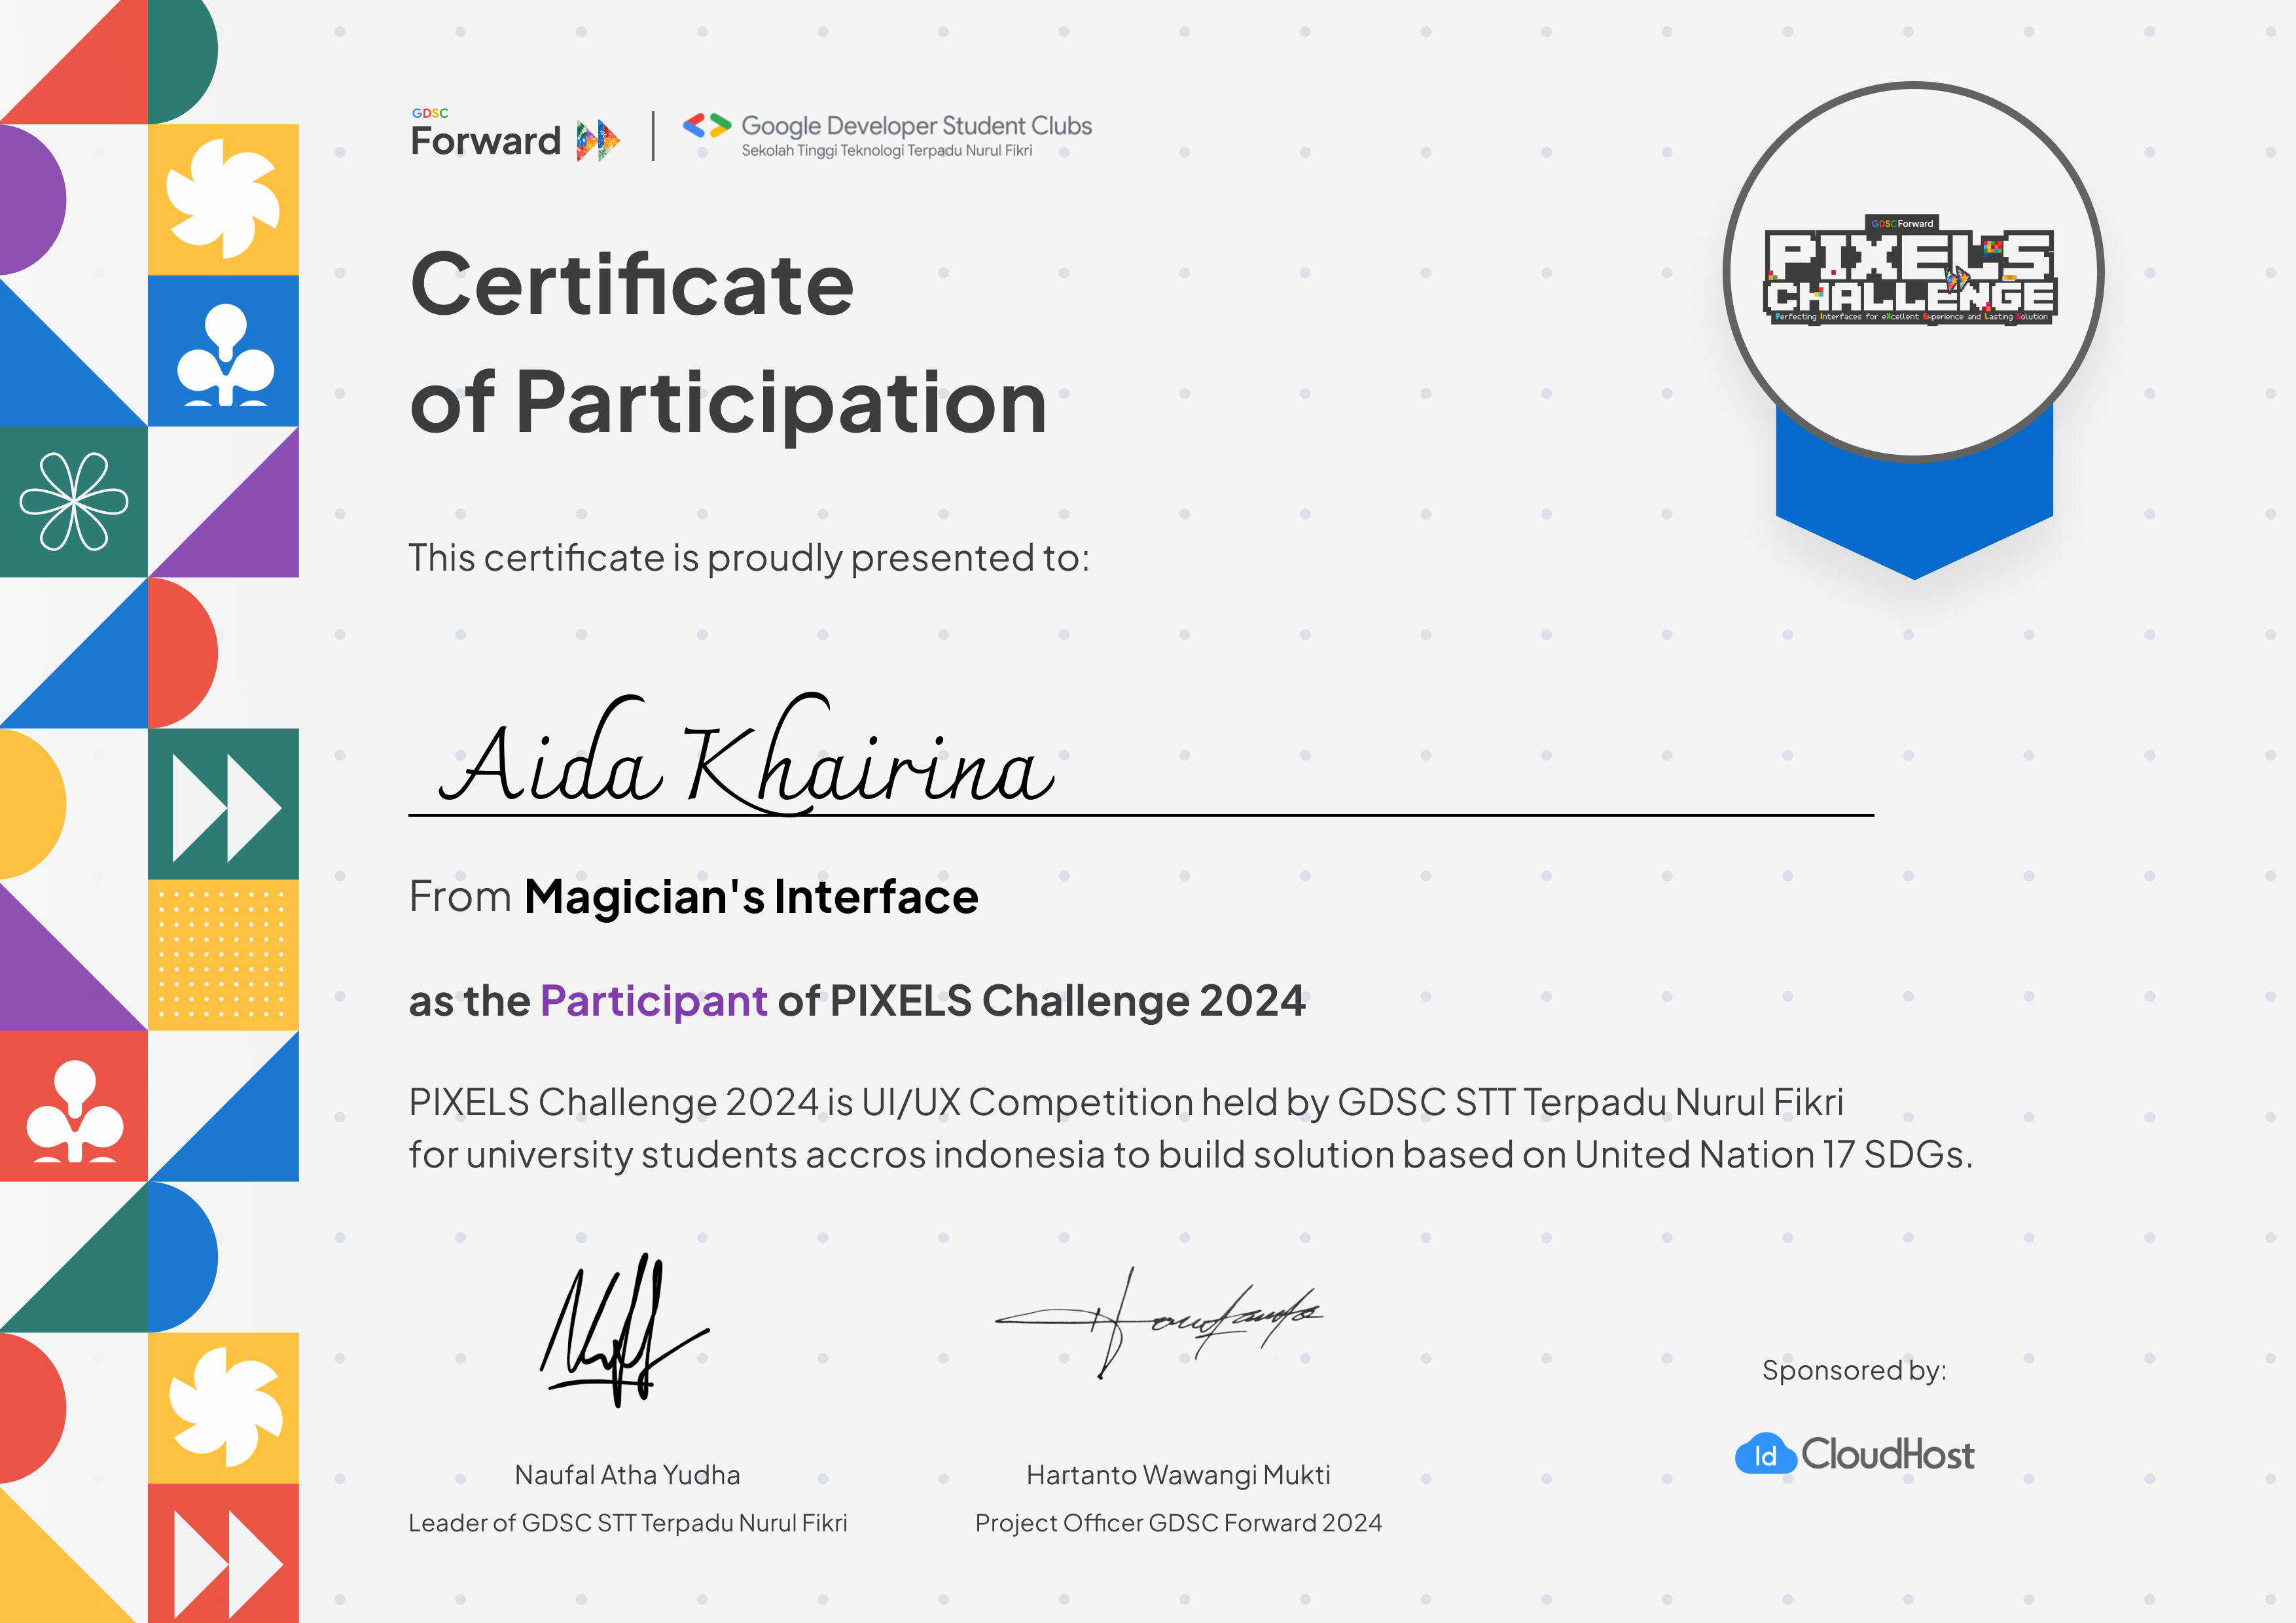 GDSC
Forward
Google Developer Student Clubs
Sekolah Tinggi Teknologi Terpadu Nurul Fikri
GDSC Forward
PIXELS
CHALLENGE
Perfecting Interfaces for eXcellent Experience and Lasting Solution
Certificate
of Participation
This certificate is proudly presented to:
Aida Khairina
From Magician's Interface
as the Participant of PIXELS Challenge 2024
PIXELS Challenge 2024 is UI/UX Competition held by GDSC STT Terpadu Nurul Fikri
for university students accros indonesia to build solution based on United Nation 17 SDGs.
Naufal Atha Yudha
Leader of GDSC STT Terpadu Nurul Fikri
Hartanto Wawangi Mukti
Project Officer GDSC Forward 2024
Sponsored by:
Id CloudHost